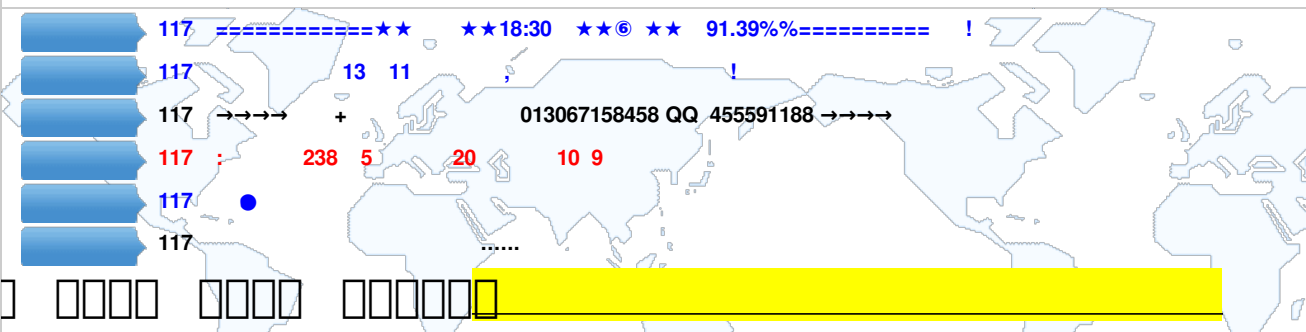 117 ============★★ ★★18:30 ★★⑥ ★★ 91.39%%========== !
117 13 11 , !
117 →→→→ + 013067158458 QQ 455591188 →→→→
117 : 238 5 20 10 9
117 ●
117 ......